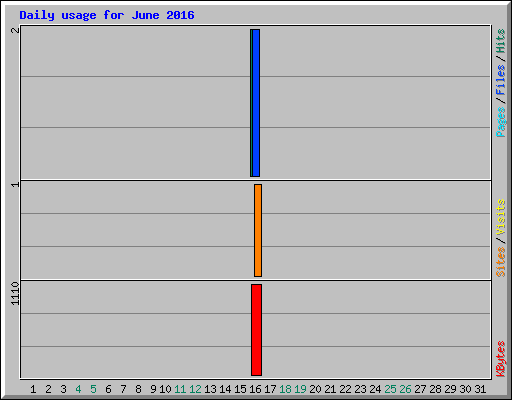 Daily usage for June 2016
2
1
1110
Pages / Files / Hits
Sites / Visits
KBytes
1 2 3 4 5 6 7 8 9 10 11 12 13 14 15 16 17 18 19 20 21 22 23 24 25 26 27 28 29 30 31